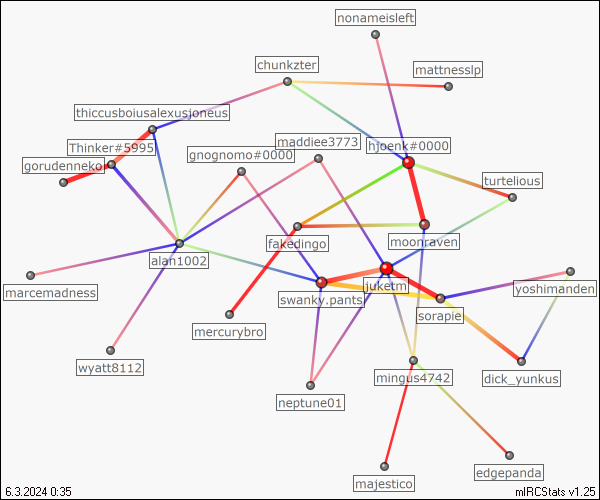 nonameisleft
chunkzter
mattnesslp
thiccusboiusalexusioneus
maddiee3773
hjoenk#0000
Thinker#5995
gnognomo#0000
gorudenneko
turtelious
fakedingo
moonraven
alan1002
marcemadness
swanky.pants
juketm
yoshimanden
sorapie
mercurybro
wyatt8112
mingus4742
dick_yunkus
neptune01
edgepanda
majestico
6.3.2024 0:35
mIRCStats v1.25